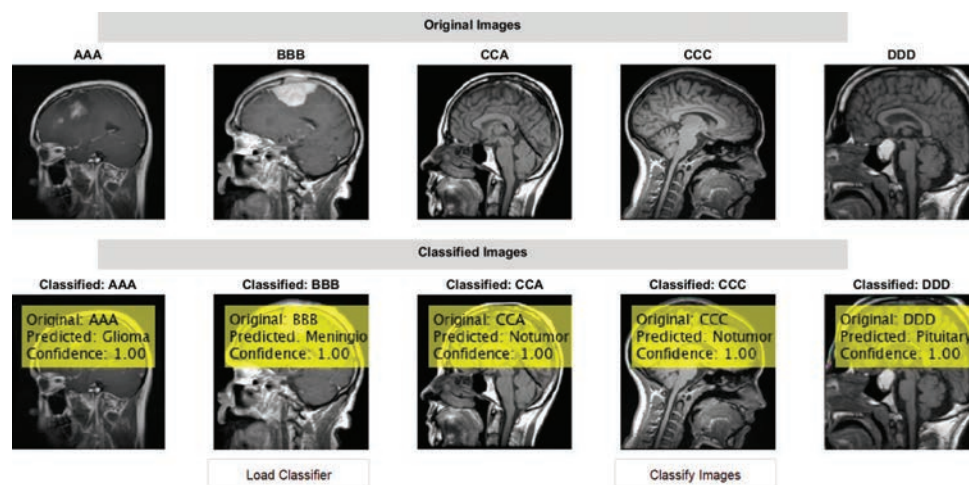 Original Images
AAA
BBB
CCA
CCC
DDD
Classified Images
Classified: AAA
Classified: BBB
Classified: CCA
Classified: CCC
Classified: DDD
Original: AAA
Predicted: Glioma
Confidence: 1.00
Original: BBB
Predicted: Meningio
Confidence: 1.00
Original: CCA
Predicted: Notumor
Confidence: 1.00
Original: CCC
Predicted: Notumor
Confidence: 1.00
Original: DDD
Predicted: Pituitary
Confidence: 1.00
Load Classifier
Classify Images